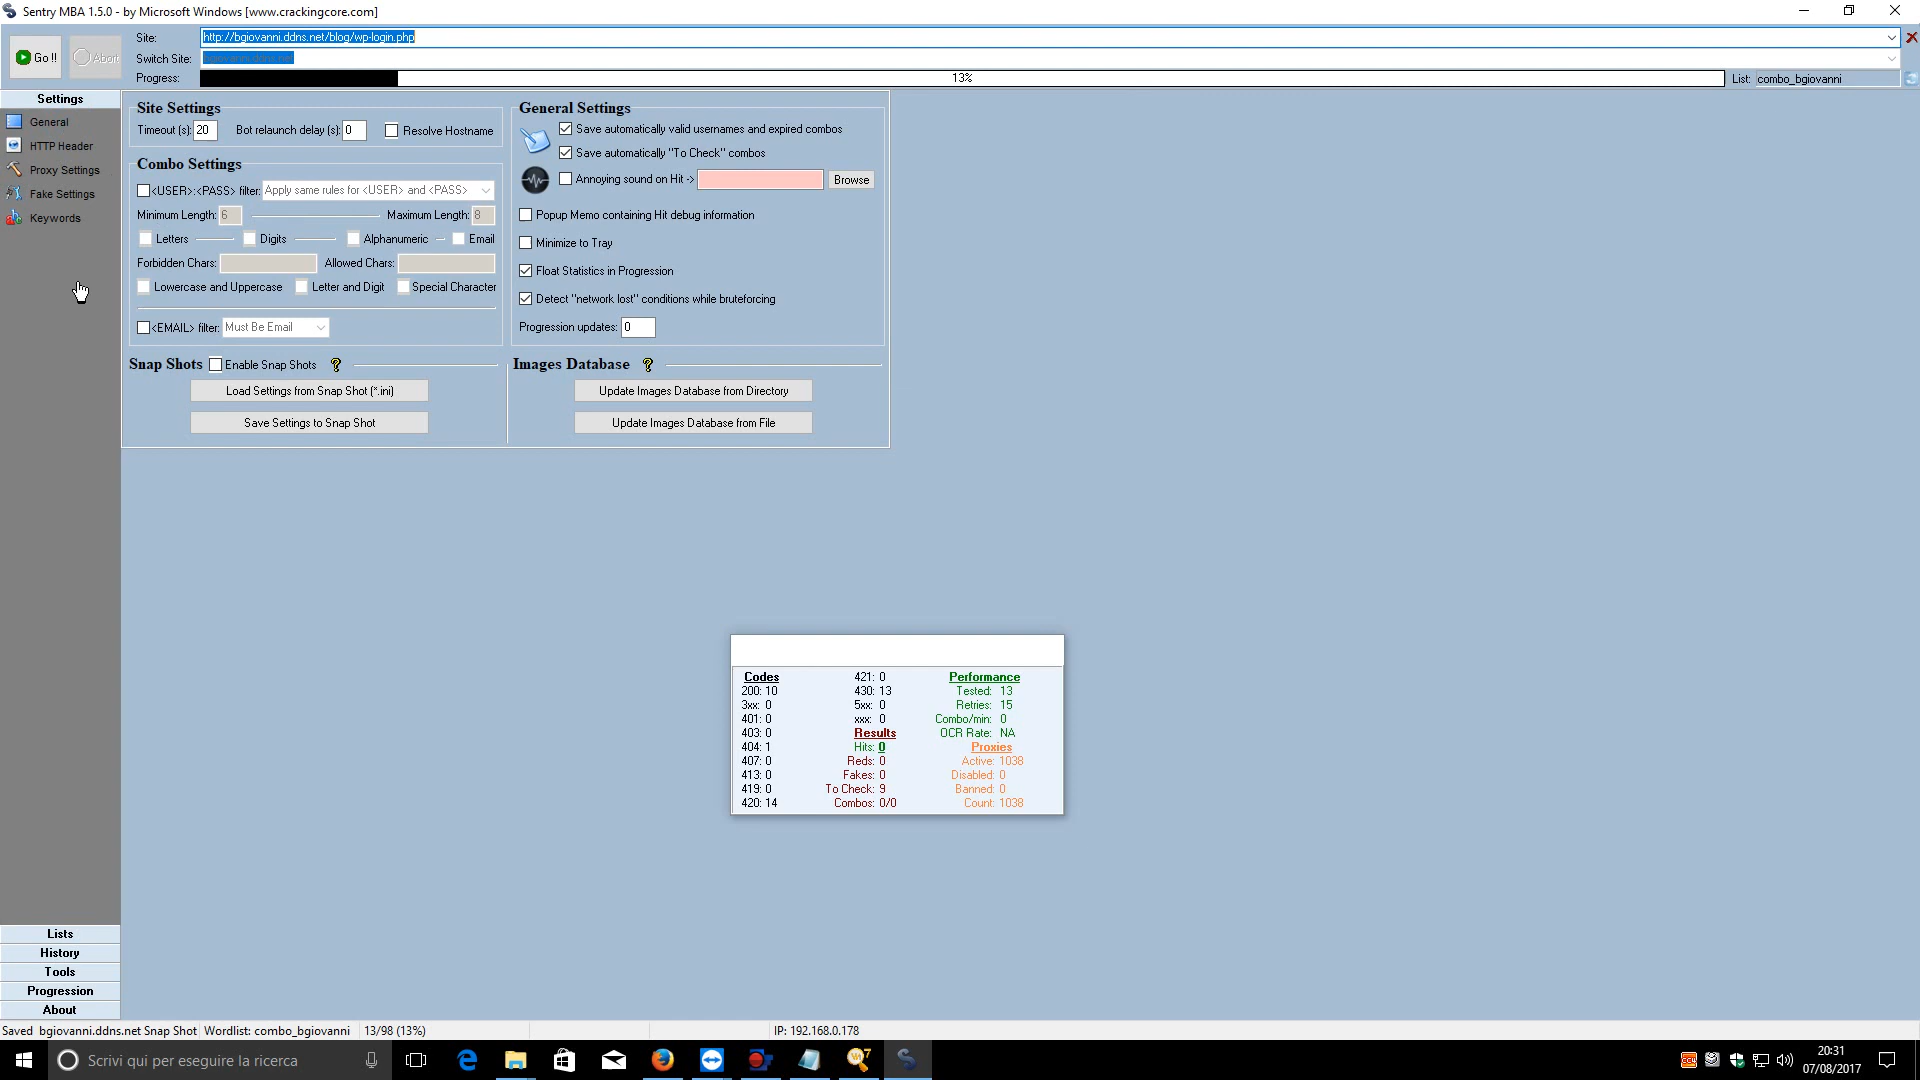 Sentry MBA 1.5.0 - by Microsoft Windows [www.crackingcore.com]
Go !! Abort
Site: http://bgiovanni.ddns.net/blog/wp-login.php
Switch Site: bgiovanni.ddns.net
Progress: 13% List: combo_bgiovanni
Settings
General
HTTP Header
Proxy Settings
Fake Settings
Keywords
Site Settings
Timeout (s): 20 Bot relaunch delay (s): 0 Resolve Hostname
Combo Settings
<USER>:<PASS> filter: Apply same rules for <USER> and <PASS>
Minimum Length: 6 Maximum Length: 8
Letters Digits Alphanumeric Email
Forbidden Chars: Allowed Chars:
Lowercase and Uppercase Letter and Digit Special Character
<EMAIL> filter: Must Be Email
Snap Shots Enable Snap Shots ?
Load Settings from Snap Shot (*.ini)
Save Settings to Snap Shot
General Settings
Save automatically valid usernames and expired combos
Save automatically "To Check" combos
Annoying sound on Hit -> Browse
Popup Memo containing Hit debug information
Minimize to Tray
Float Statistics in Progression
Detect "network lost" conditions while bruteforcing
Progression updates: 0
Images Database ?
Update Images Database from Directory
Update Images Database from File
Codes 421: 0 Performance
200: 10 430: 13 Tested: 13
3xx: 0 5xx: 0 Retries: 15
401: 0 xxx: 0 Combo/min: 0
403: 0 Results OCR Rate: NA
404: 1 Hits: 0 Proxies
407: 0 Reds: 0 Active: 1038
413: 0 Fakes: 0 Disabled: 0
419: 0 To Check: 9 Banned: 0
420: 14 Combos: 0/0 Count: 1038
Lists
History
Tools
Progression
About
Saved bgiovanni.ddns.net Snap Shot Wordlist: combo_bgiovanni 13/98 (13%) IP: 192.168.0.178
Scrivi qui per eseguire la ricerca
20:31
07/08/2017